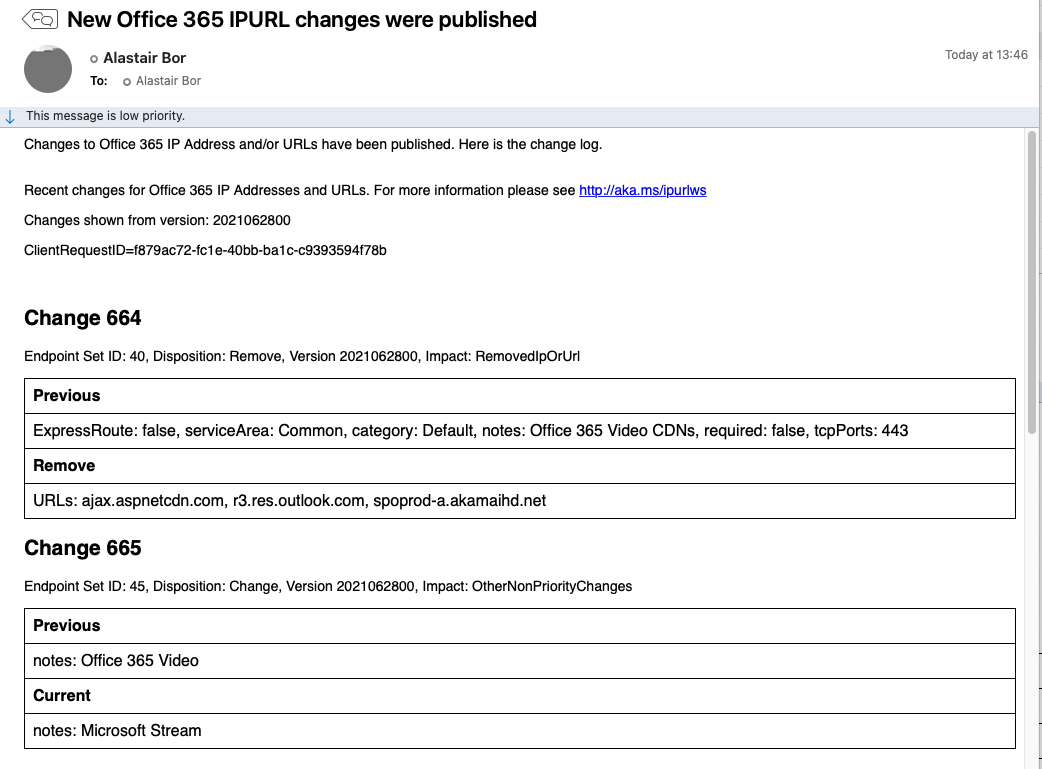 New Office 365 IPURL changes were published
Alastair Bor
Today at 13:46
To: Alastair Bor
This message is low priority.
Changes to Office 365 IP Address and/or URLs have been published. Here is the change log.
Recent changes for Office 365 IP Addresses and URLs. For more information please see http://aka.ms/ipurlws
Changes shown from version: 2021062800
ClientRequestID=f879ac72-fc1e-40bb-ba1c-c9393594f78b
Change 664
Endpoint Set ID: 40, Disposition: Remove, Version 2021062800, Impact: RemovedIpOrUrl
Previous
ExpressRoute: false, serviceArea: Common, category: Default, notes: Office 365 Video CDNs, required: false, tcpPorts: 443
Remove
URLs: ajax.aspnetcdn.com, r3.res.outlook.com, spoprod-a.akamaihd.net
Change 665
Endpoint Set ID: 45, Disposition: Change, Version 2021062800, Impact: OtherNonPriorityChanges
Previous
notes: Office 365 Video
Current
notes: Microsoft Stream